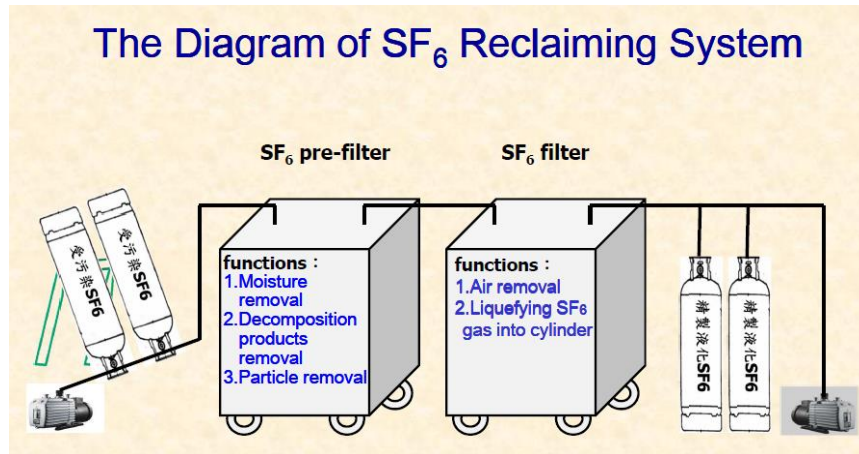 The Diagram of SF₆ Reclaiming System
SF₆ pre-filter
SF₆ filter
受污染SF6
受污染SF6
functions：
1.Moisture
removal
2.Decomposition
products
removal
3.Particle removal
functions：
1.Air removal
2.Liquefying SF₆
gas into cylinder
精製液化SF6
精製液化SF6